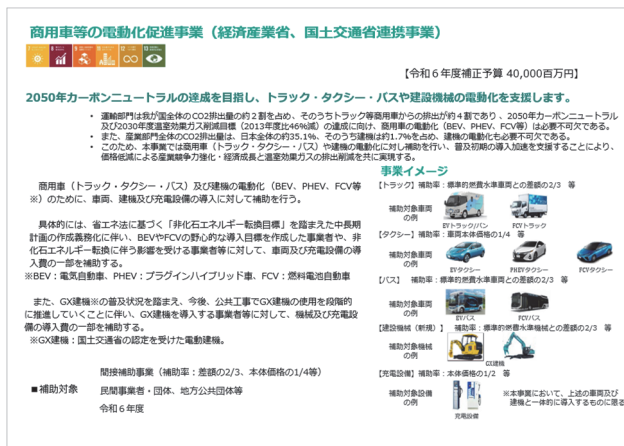 商用車等の電動化促進事業（経済産業省、国土交通省連携事業）
【令和６年度補正予算 40,000百万円】
2050年カーボンニュートラルの達成を目指し、トラック・タクシー・バスや建設機械の電動化を支援します。
• 運輸部門は我が国全体のCO2排出量の約２割を占め、そのうちトラック等商用車からの排出が約４割であり、2050年カーボンニュートラル
及び2030年度温室効果ガス削減目標（2013年度比46%減）の達成に向け、商用車の電動化（BEV、PHEV、FCV等）は必要不可欠である。
• また、産業部門全体のCO2排出量は、日本全体の約35.1%、そのうち建機は約1.7%を占め、建機の電動化も必要不可欠である。
• このため、本事業では商用車（トラック・タクシー・バス）や建機の電動化に対し補助を行い、普及初期の導入加速を支援することにより、
価格低減による産業競争力強化・経済成長と温室効果ガスの排出削減を共に実現する。
商用車（トラック・タクシー・バス）及び建機の電動化（BEV、PHEV、FCV等
※）のために、車両、建機及び充電設備の導入に対して補助を行う。
具体的には、省エネ法に基づく「非化石エネルギー転換目標」を踏まえた中長期
計画の作成義務化に伴い、BEVやFCVの野心的な導入目標を作成した事業者や、非
化石エネルギー転換に伴う影響を受ける事業者等に対して、車両及び充電設備の導
入費の一部を補助する。
※BEV：電気自動車、PHEV：プラグインハイブリッド車、FCV：燃料電池自動車
また、GX建機※の普及状況を踏まえ、今後、公共工事でGX建機の使用を段階的
に推進していくことに伴い、GX建機を導入する事業者等に対して、機械及び充電設
備の導入費の一部を補助する。
※GX建機：国土交通省の認定を受けた電動建機。
間接補助事業（補助率：差額の2/3、本体価格の1/4等）
■補助対象
民間事業者・団体、地方公共団体等
令和６年度
事業イメージ
【トラック】補助率：標準的燃費水準車両との差額の2/3　等
補助対象車両
の例
EVトラック/バン
FCVトラック
【タクシー】補助率：車両本体価格の1/4　等
補助対象車両
の例
EVタクシー
PHEVタクシー
FCVタクシー
【バス】　補助率：標準的燃費水準車両との差額の2/3　等
補助対象車両
の例
EVバス
FCVバス
【建設機械（新規）】　補助率：標準的燃費水準機械との差額の2/3　等
補助対象機械
の例
GX建機
【充電設備】補助率：本体価格の1/2　等
補助対象設備
の例
充電設備
※本事業において、上述の車両及び
建機と一体的に導入するものに限る